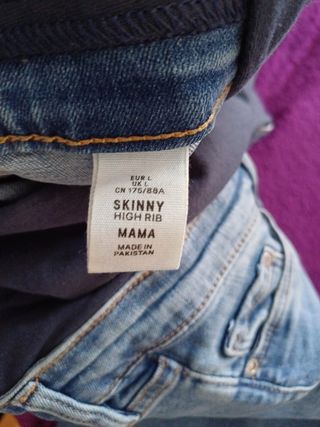 EUR L
UK L
CN 175/88A
SKINNY
HIGH RIB
MAMA
MADE IN
PAKISTAN